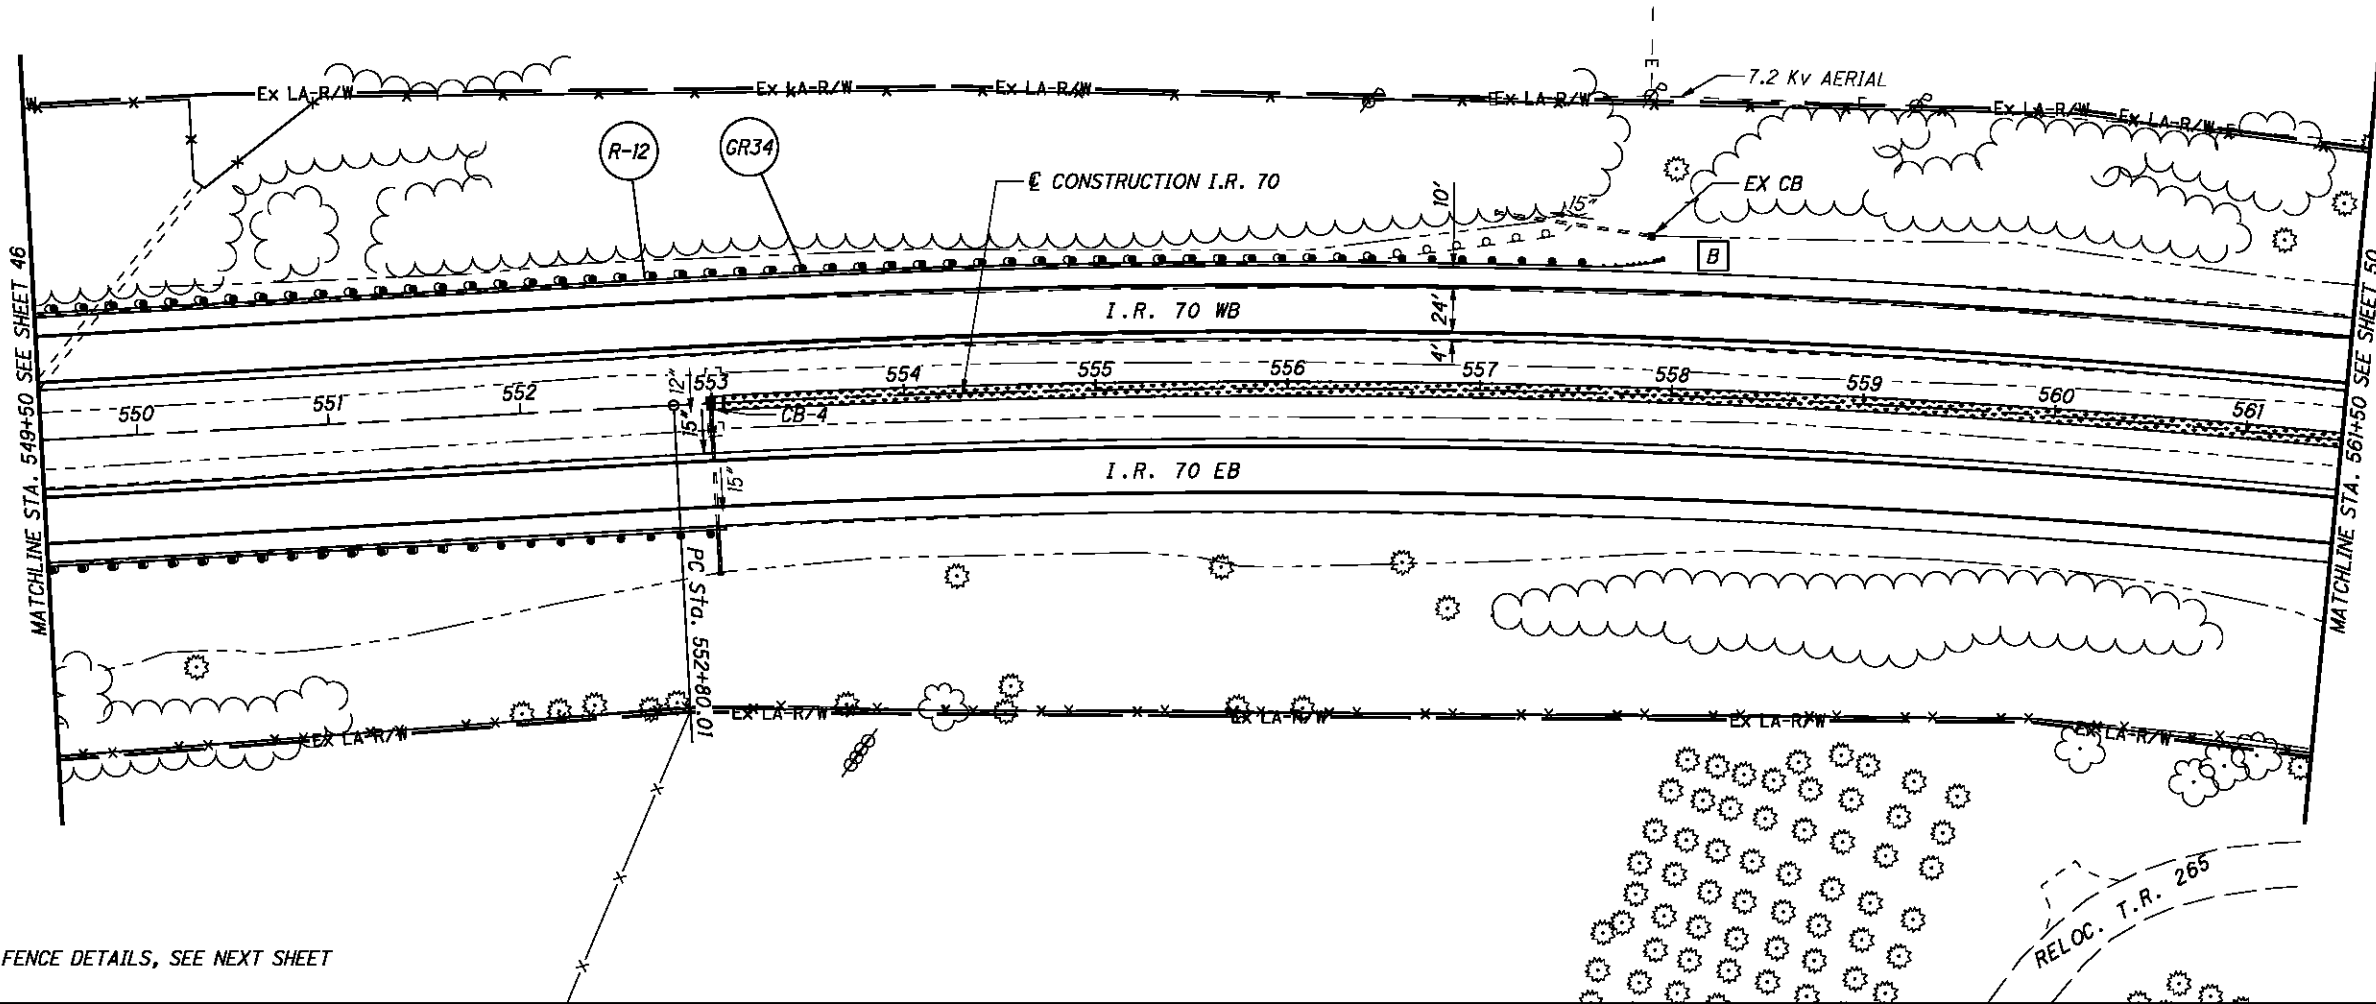 Ex LA-R/W
Ex LA-R/W
Ex LA-R/W
Ex LA-R/W
Ex LA-R/W
Ex LA-R/W
E
E
E
E
7.2 Kv AERIAL
R-12
GR34
℄ CONSTRUCTION I.R. 70
EX CB
15"
10'
B
I.R. 70 WB
24'
4'
MATCHLINE STA. 549+50 SEE SHEET 46
550
551
552
553
554
555
556
557
558
559
560
561
12"
15"
CB-4
15"
I.R. 70 EB
MATCHLINE STA. 561+50 SEE SHEET 50
PC Sta. 552+80.01
Ex LA-R/W
Ex LA-R/W
Ex LA-R/W
Ex LA-R/W
Ex LA-R/W
RELOC. T.R. 265
FENCE DETAILS, SEE NEXT SHEET